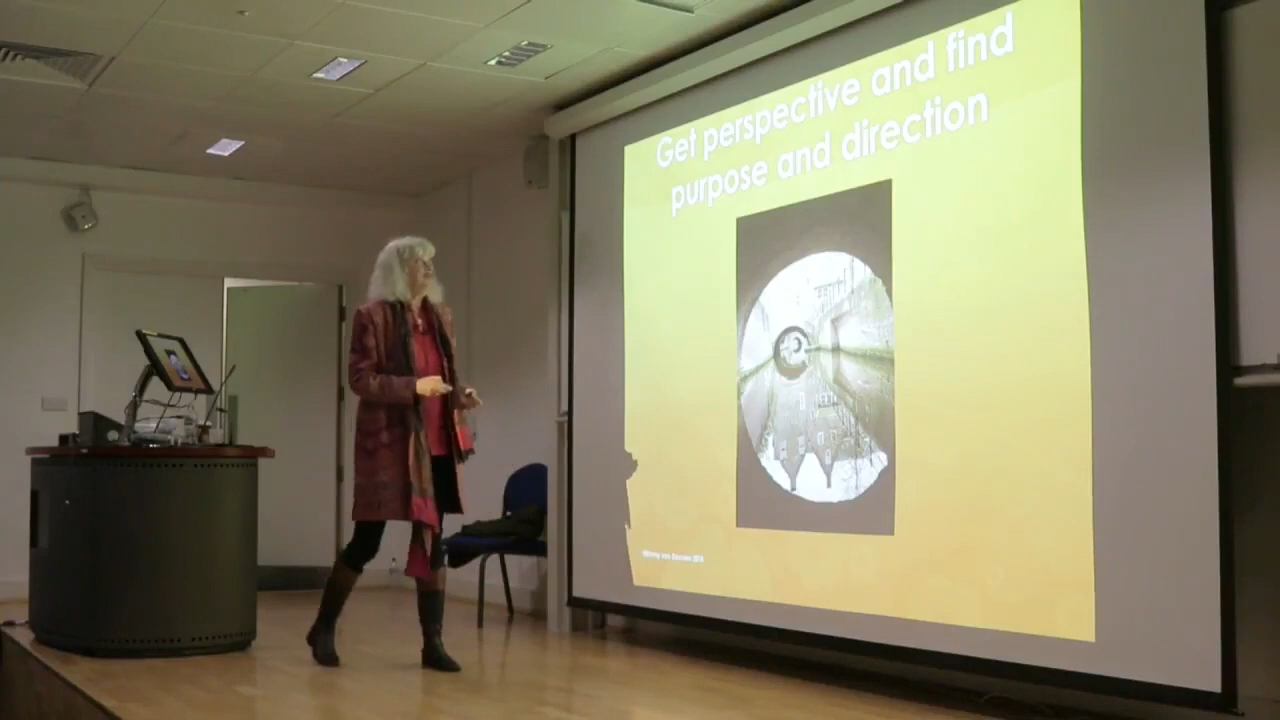 Get perspective and find
purpose and direction